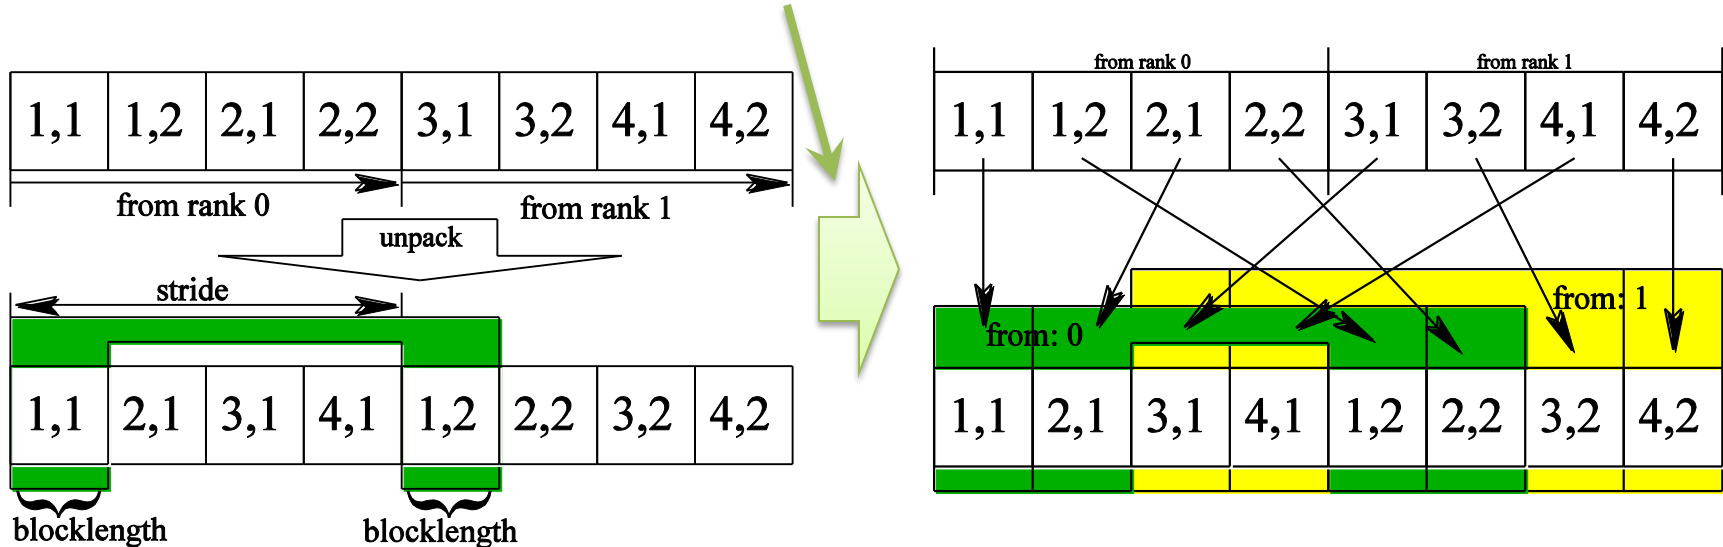 1,1 1,2 2,1 2,2 3,1 3,2 4,1 4,2
from rank 0 from rank 1
unpack
stride
1,1 2,1 3,1 4,1 1,2 2,2 3,2 4,2
blocklength blocklength
from rank 0 from rank 1
1,1 1,2 2,1 2,2 3,1 3,2 4,1 4,2
from: 1
from: 0
1,1 2,1 3,1 4,1 1,2 2,2 3,2 4,2